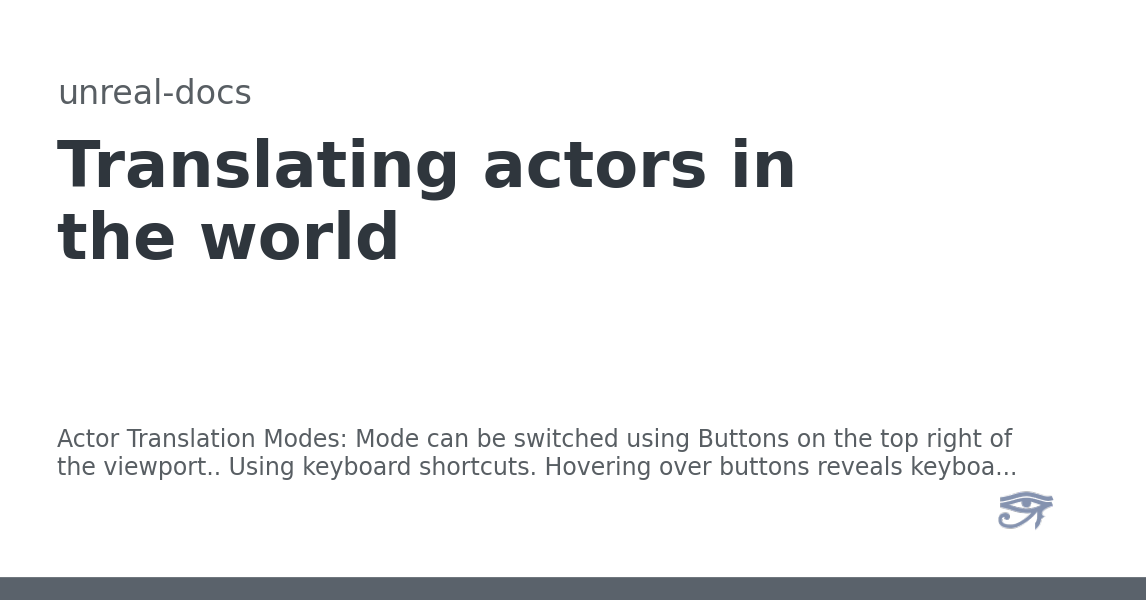 unreal-docs
Translating actors in
the world
Actor Translation Modes: Mode can be switched using Buttons on the top right of
the viewport.. Using keyboard shortcuts. Hovering over buttons reveals keyboa...